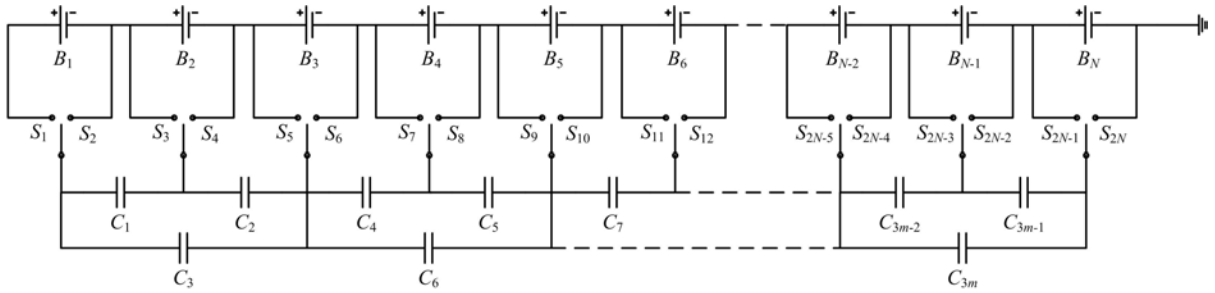 + - + - + - + - + - + - + - + - + -
B1 B2 B3 B4 B5 B6 BN-2 BN-1 BN
S1 S2 S3 S4 S5 S6 S7 S8 S9 S10 S11 S12 S2N-5 S2N-4 S2N-3 S2N-2 S2N-1 S2N
C1 C2 C4 C5 C7 C3m-2 C3m-1
C3 C6 C3m